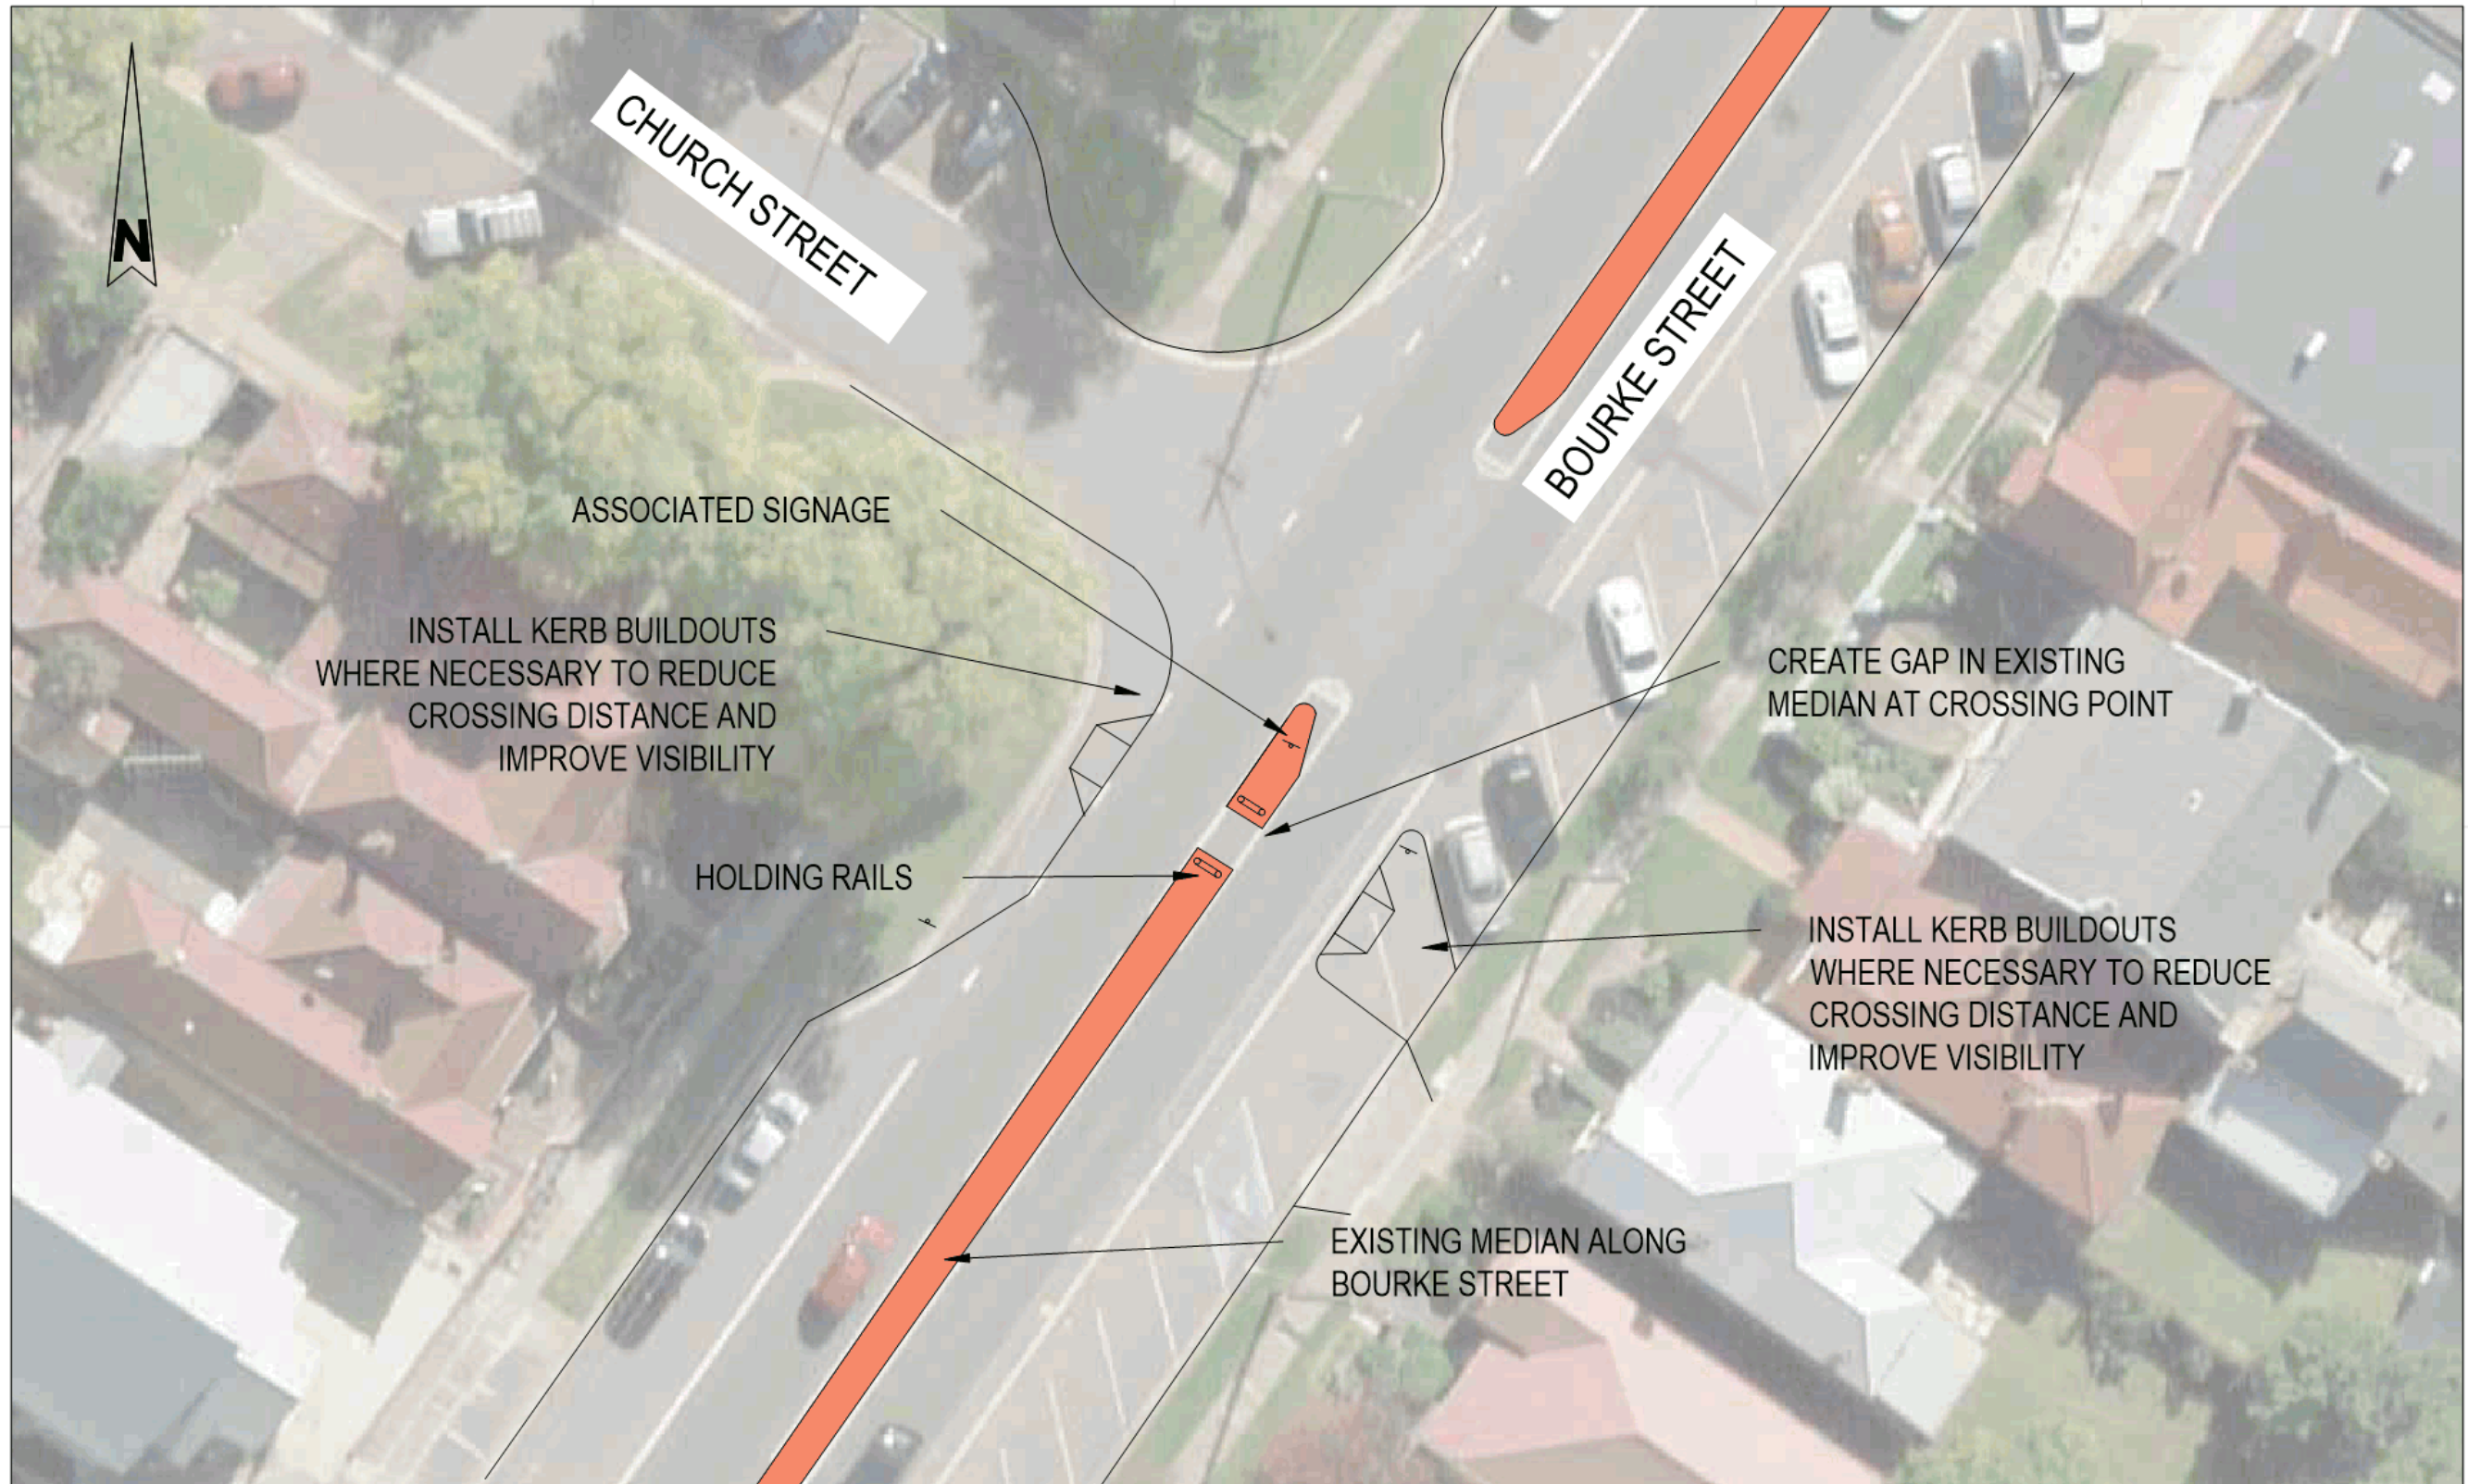 CHURCH STREET
N
BOURKE STREET
ASSOCIATED SIGNAGE
INSTALL KERB BUILDOUTS
WHERE NECESSARY TO REDUCE
CROSSING DISTANCE AND
IMPROVE VISIBILITY
CREATE GAP IN EXISTING
MEDIAN AT CROSSING POINT
HOLDING RAILS
INSTALL KERB BUILDOUTS
WHERE NECESSARY TO REDUCE
CROSSING DISTANCE AND
IMPROVE VISIBILITY
EXISTING MEDIAN ALONG
BOURKE STREET